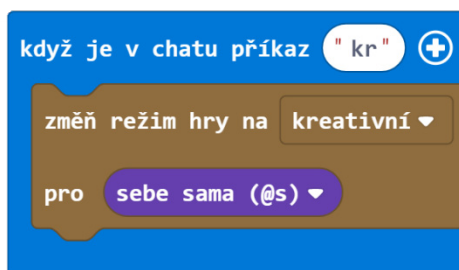 když je v chatu příkaz "kr"
změň režim hry na kreativní
pro sebe sama (@s)